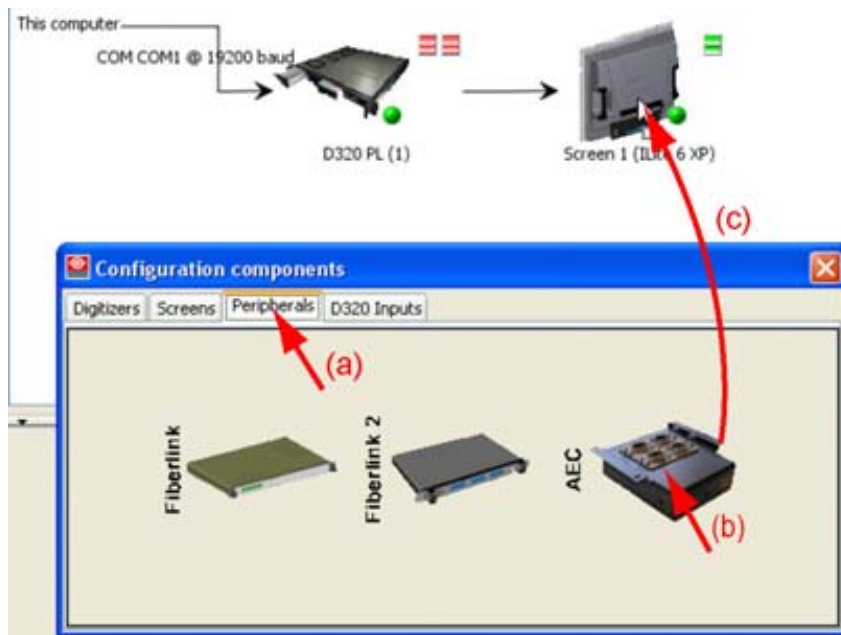 This computer
COM COM1 @ 19200 baud
D320 PL (1)
Screen 1 (ILite 6 XP)
(c)
Configuration components
Digitizers Screens Peripherals D320 Inputs
(a)
Fiberlink
Fiberlink 2
AEC
(b)